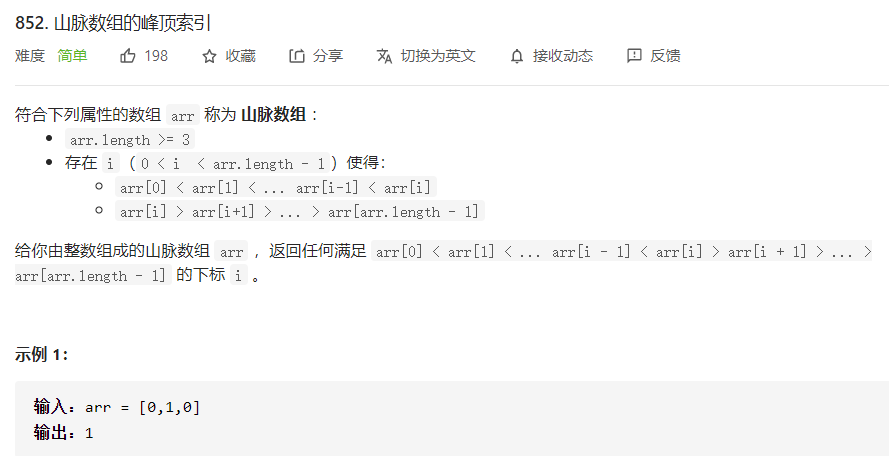 852. 山脉数组的峰顶索引
难度 简单 198 收藏 分享 切换为英文 接收动态 反馈
符合下列属性的数组 arr 称为 山脉数组 ：
arr.length >= 3
存在 i （ 0 < i < arr.length - 1 ）使得：
arr[0] < arr[1] < ... arr[i-1] < arr[i]
arr[i] > arr[i+1] > ... > arr[arr.length - 1]
给你由整数组成的山脉数组 arr ，返回任何满足 arr[0] < arr[1] < ... arr[i - 1] < arr[i] > arr[i + 1] > ... >
arr[arr.length - 1] 的下标 i 。
示例 1：
输入：arr = [0,1,0]
输出：1